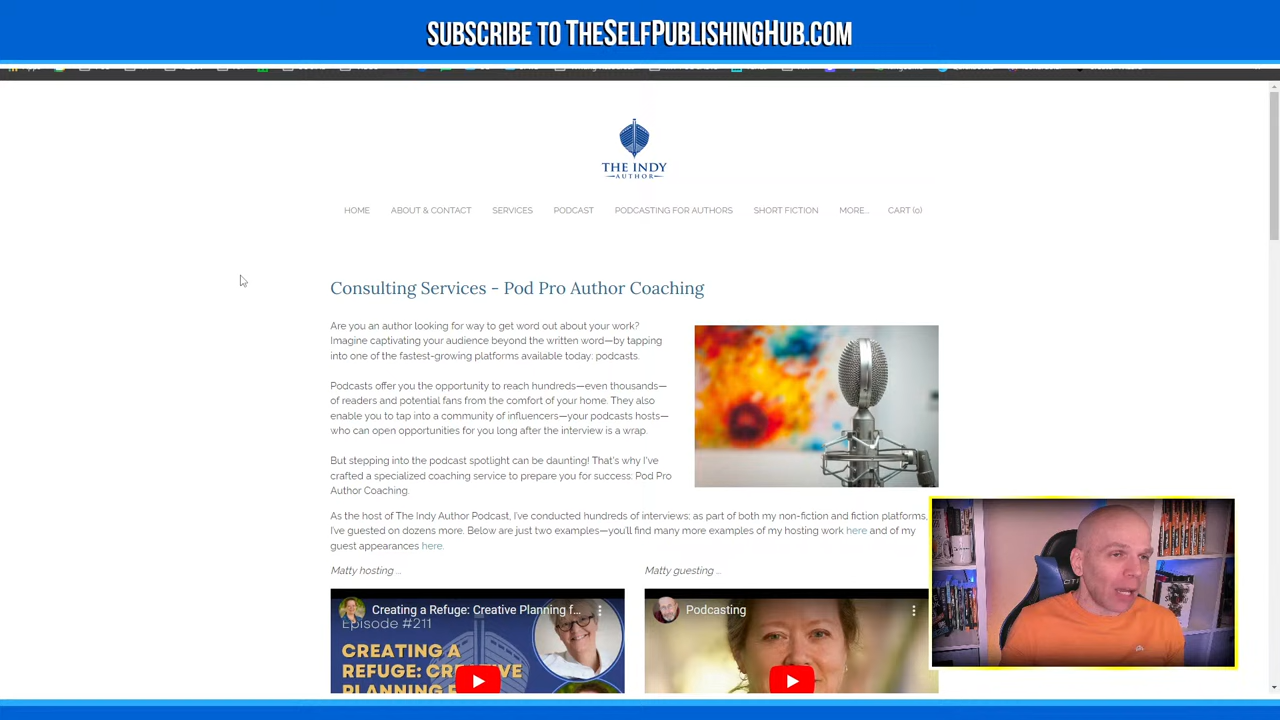 SUBSCRIBE TO THESELFPUBLISHINGHUB.COM
THE INDY
AUTHOR
HOME ABOUT & CONTACT SERVICES PODCAST PODCASTING FOR AUTHORS SHORT FICTION MORE... CART (0)
Consulting Services - Pod Pro Author Coaching
Are you an author looking for way to get word out about your work?
Imagine captivating your audience beyond the written word—by tapping
into one of the fastest-growing platforms available today: podcasts.
Podcasts offer you the opportunity to reach hundreds—even thousands—
of readers and potential fans from the comfort of your home. They also
enable you to tap into a community of influencers—your podcasts hosts—
who can open opportunities for you long after the interview is a wrap.
But stepping into the podcast spotlight can be daunting! That's why I've
crafted a specialized coaching service to prepare you for success: Pod Pro
Author Coaching.
As the host of The Indy Author Podcast, I've conducted hundreds of interviews; as part of both my non-fiction and fiction platforms,
I've guested on dozens more. Below are just two examples—you'll find many more examples of my hosting work here and of my
guest appearances here.
Matty hosting ... Matty guesting ...
Creating a Refuge: Creative Planning f... Podcasting
Episode #211
CREATING A
REFUGE: CREATIVE
PLANNING F